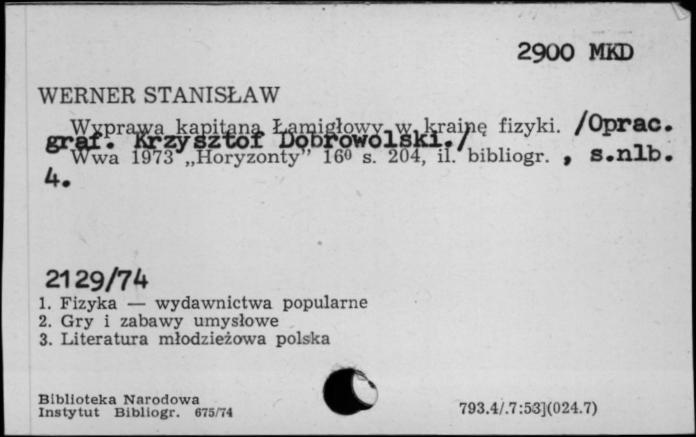 2900 MKD
WERNER STANISŁAW
Wyprawa kapitana Łamigłowy w krainę fizyki. /Oprac.
graf. Krzysztof Dobrowolski./
Wwa 1973 „Horyzonty” 16⁰ s. 204, il. bibliogr. , s.nlb.
4.
2129/74
1. Fizyka — wydawnictwa popularne
2. Gry i zabawy umysłowe
3. Literatura młodzieżowa polska
Biblioteka Narodowa
Instytut Bibliogr. 675/74
793.4/.7:53](024.7)